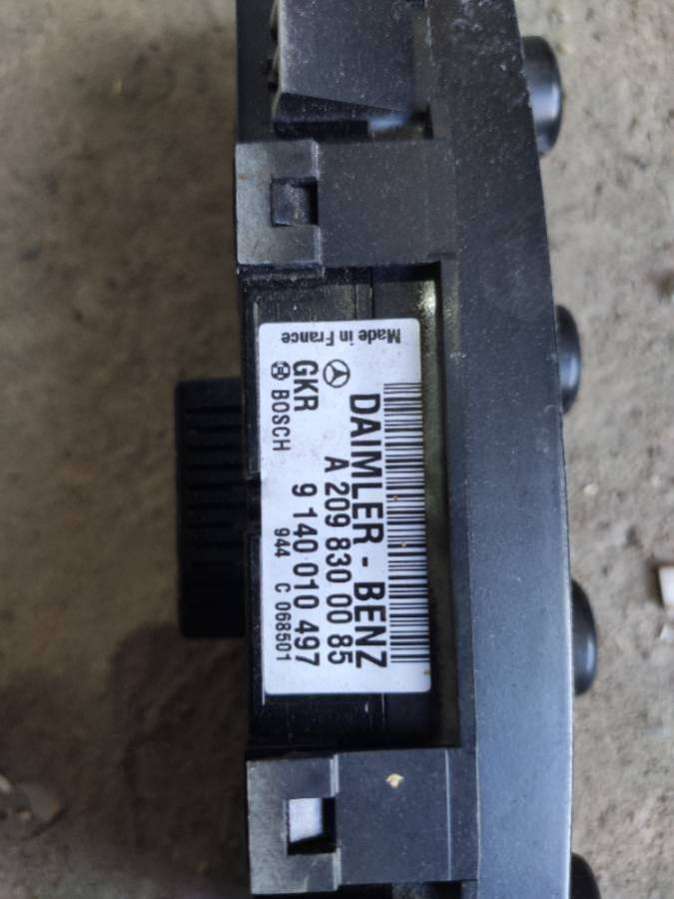 DAIMLER - BENZ
A 209 830 00 85
GKR 9 140 010 497
BOSCH 944 C 068501
Made in France